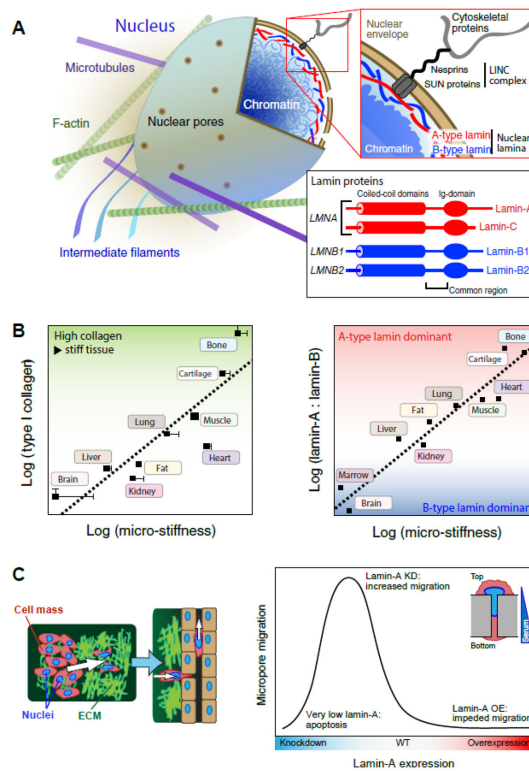 A
Nucleus
Microtubules
F-actin
Nuclear pores
Chromatin
Intermediate filaments
Nuclear
envelope
Cytoskeletal
proteins
Nesprins
SUN proteins
LINC
complex
A-type lamin
B-type lamin
Nuclear
lamina
Chromatin
Lamin proteins
Coiled-coil domains
Ig-domain
LMNA
Lamin-A
Lamin-C
LMNB1
Lamin-B1
LMNB2
Lamin-B2
Common region
B
High collagen
▶ stiff tissue
Bone
Cartilage
Lung
Muscle
Heart
Liver
Fat
Brain
Kidney
Log (type I collagen)
Log (micro-stiffness)
A-type lamin dominant
Bone
Cartilage
Lung
Heart
Fat
Muscle
Liver
Kidney
Marrow
Brain
B-type lamin dominant
Log (lamin-A : lamin-B)
Log (micro-stiffness)
C
Cell mass
Nuclei
ECM
Micropore migration
Lamin-A KD:
increased migration
Top
Bottom
Serum
Very low lamin-A:
apoptosis
Lamin-A OE:
impeded migration
Knockdown
WT
Overexpression
Lamin-A expression